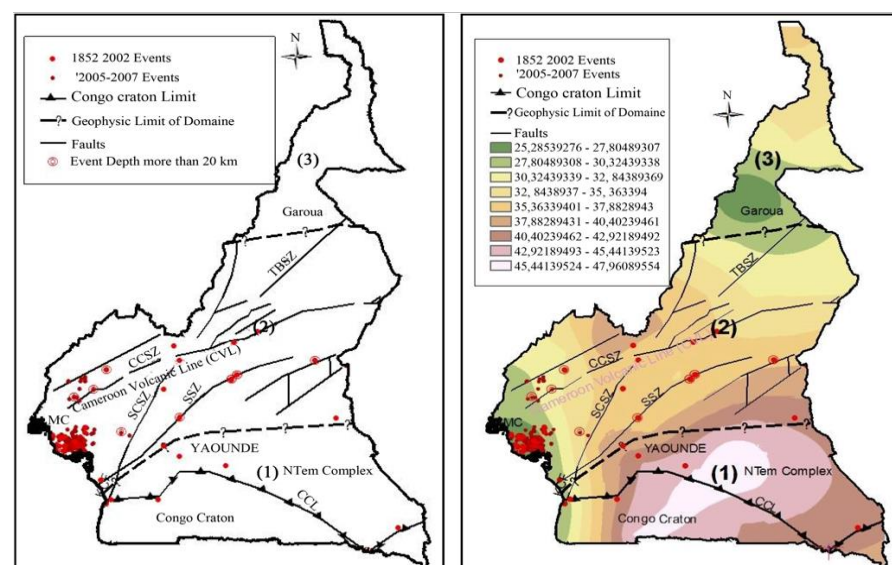 1852 2002 Events
'2005-2007 Events
Congo craton Limit
Geophysic Limit of Domaine
Faults
Event Depth more than 20 km
N
(3)
Garoua
TBSZ
(2)
CCSZ
Cameroon Volcanic Line (CVL)
SCSZ
SSZ
MC
YAOUNDE
(1)
NTem Complex
CCL
Congo Craton
1852 2002 Events
'2005-2007 Events
Congo craton Limit
Geophysic Limit of Domaine
Faults
25,28539276 - 27,80489307
27,80489308 - 30,32439338
30,32439339 - 32, 84389369
32, 8438937 - 35, 363394
35,36339401 - 37,8828943
37,88289431 - 40,40239461
40,40239462 - 42,92189492
42,92189493 - 45,44139523
45,44139524 - 47,96089554
N
(3)
Garoua
TBSZ
(2)
CCSZ
Cameroon Volcanic Line
SCSZ
SSZ
MC
YAOUNDE
(1)
NTem Complex
CCL
Congo Craton